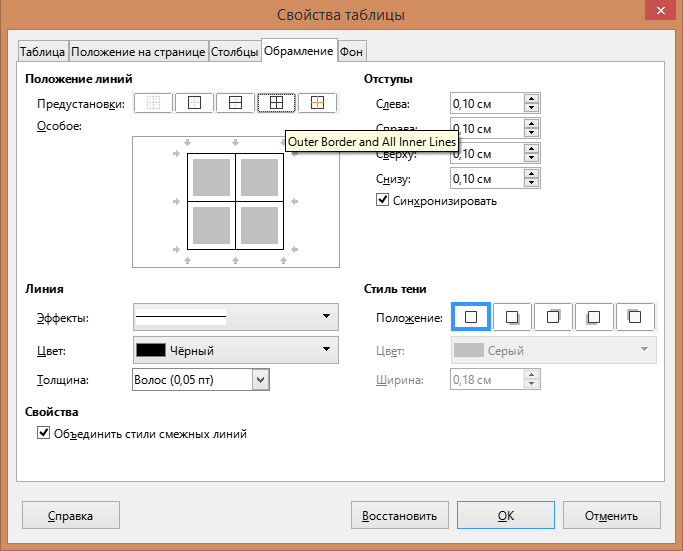 Свойства таблицы
Таблица Положение на странице Столбцы Обрамление Фон
Положение линий
Предустановки:
Особое:
Outer Border and All Inner Lines
Отступы
Слева: 0,10 см
Справа: 0,10 см
Сверху: 0,10 см
Снизу: 0,10 см
Синхронизировать
Линия
Эффекты:
Цвет: Чёрный
Толщина: Волос (0,05 пт)
Стиль тени
Положение:
Цвет: Серый
Ширина: 0,18 см
Свойства
Объединить стили смежных линий
Справка Восстановить OK Отменить